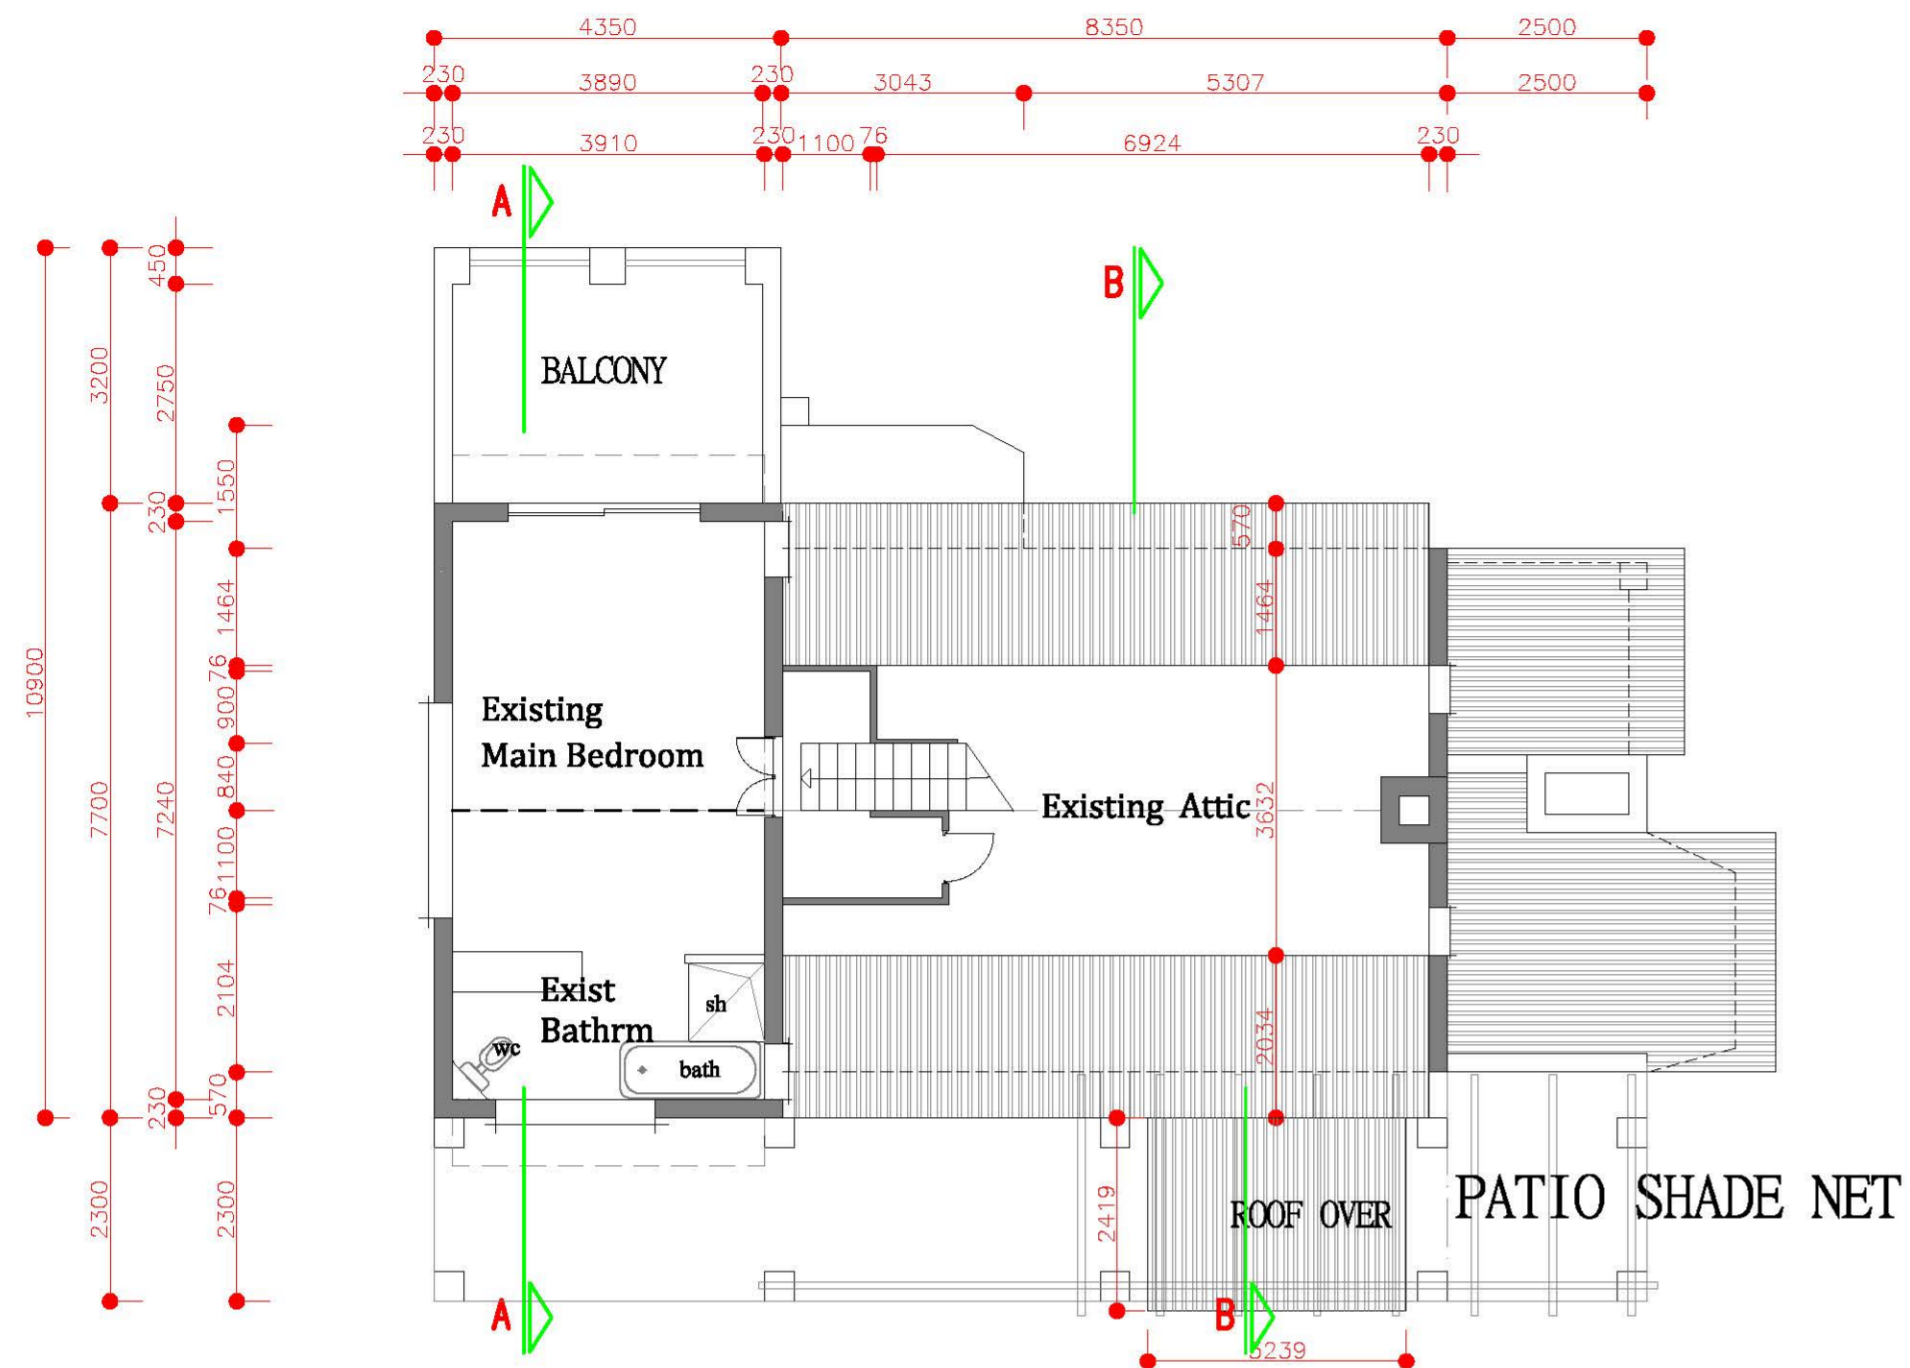 4350 8350 2500
230 3890 230 3043 5307 2500
230 3910 230 1100 76 6924 230
A
B
450
3200
2750
BALCONY
1550
230
570
1464
1464
10900
76
900
Existing
Main Bedroom
7700
7240
840
Existing Attic
3632
1100
76
2104
Exist
Bathrm
sh
wc
bath
2034
570
230
2300
2300
2419
ROOF OVER
PATIO SHADE NET
A
B